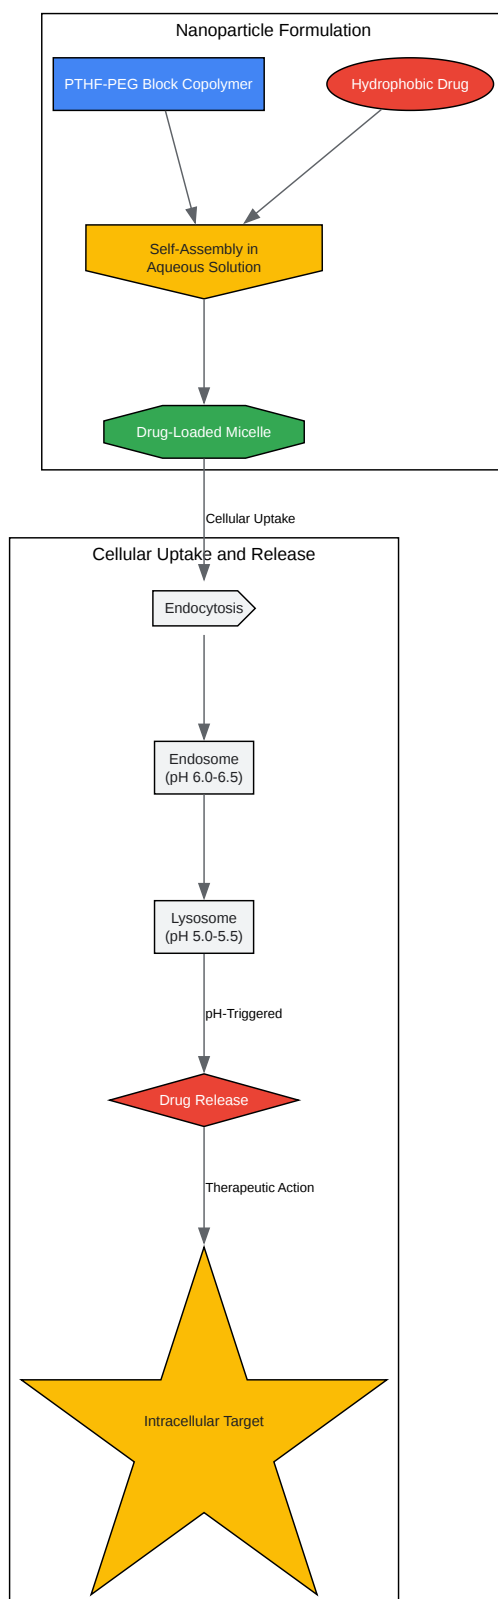 Nanoparticle Formulation
PTHF-PEG Block Copolymer
Hydrophobic Drug
Self-Assembly in
Aqueous Solution
Drug-Loaded Micelle
Cellular Uptake
Cellular Uptake and Release
Endocytosis
Endosome
(pH 6.0-6.5)
Lysosome
(pH 5.0-5.5)
pH-Triggered
Drug Release
Therapeutic Action
Intracellular Target